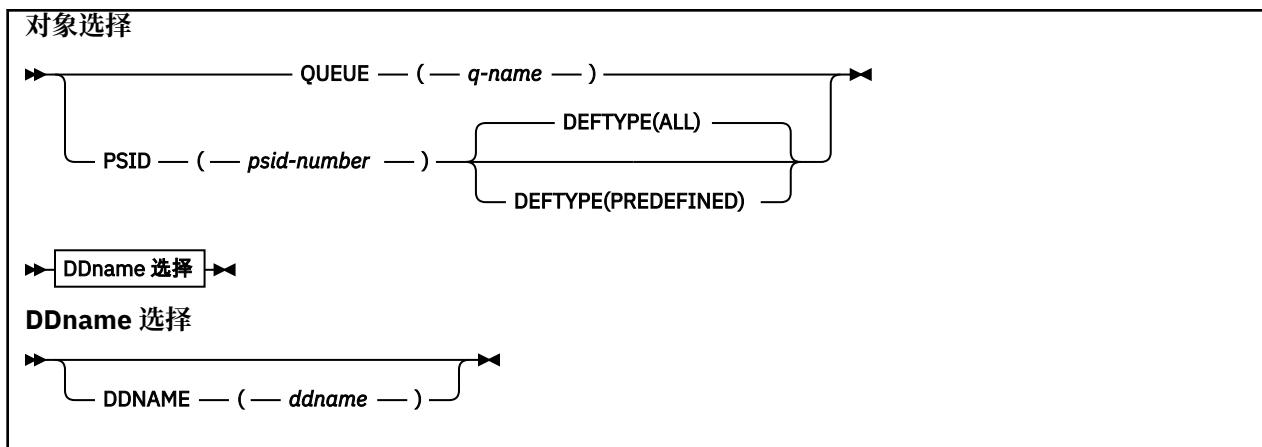 对象选择
QUEUE ( q-name )
DEFTYPE(ALL)
PSID ( psid-number )
DEFTYPE(PREDEFINED)
DDname 选择
DDname 选择
DDNAME ( ddname )